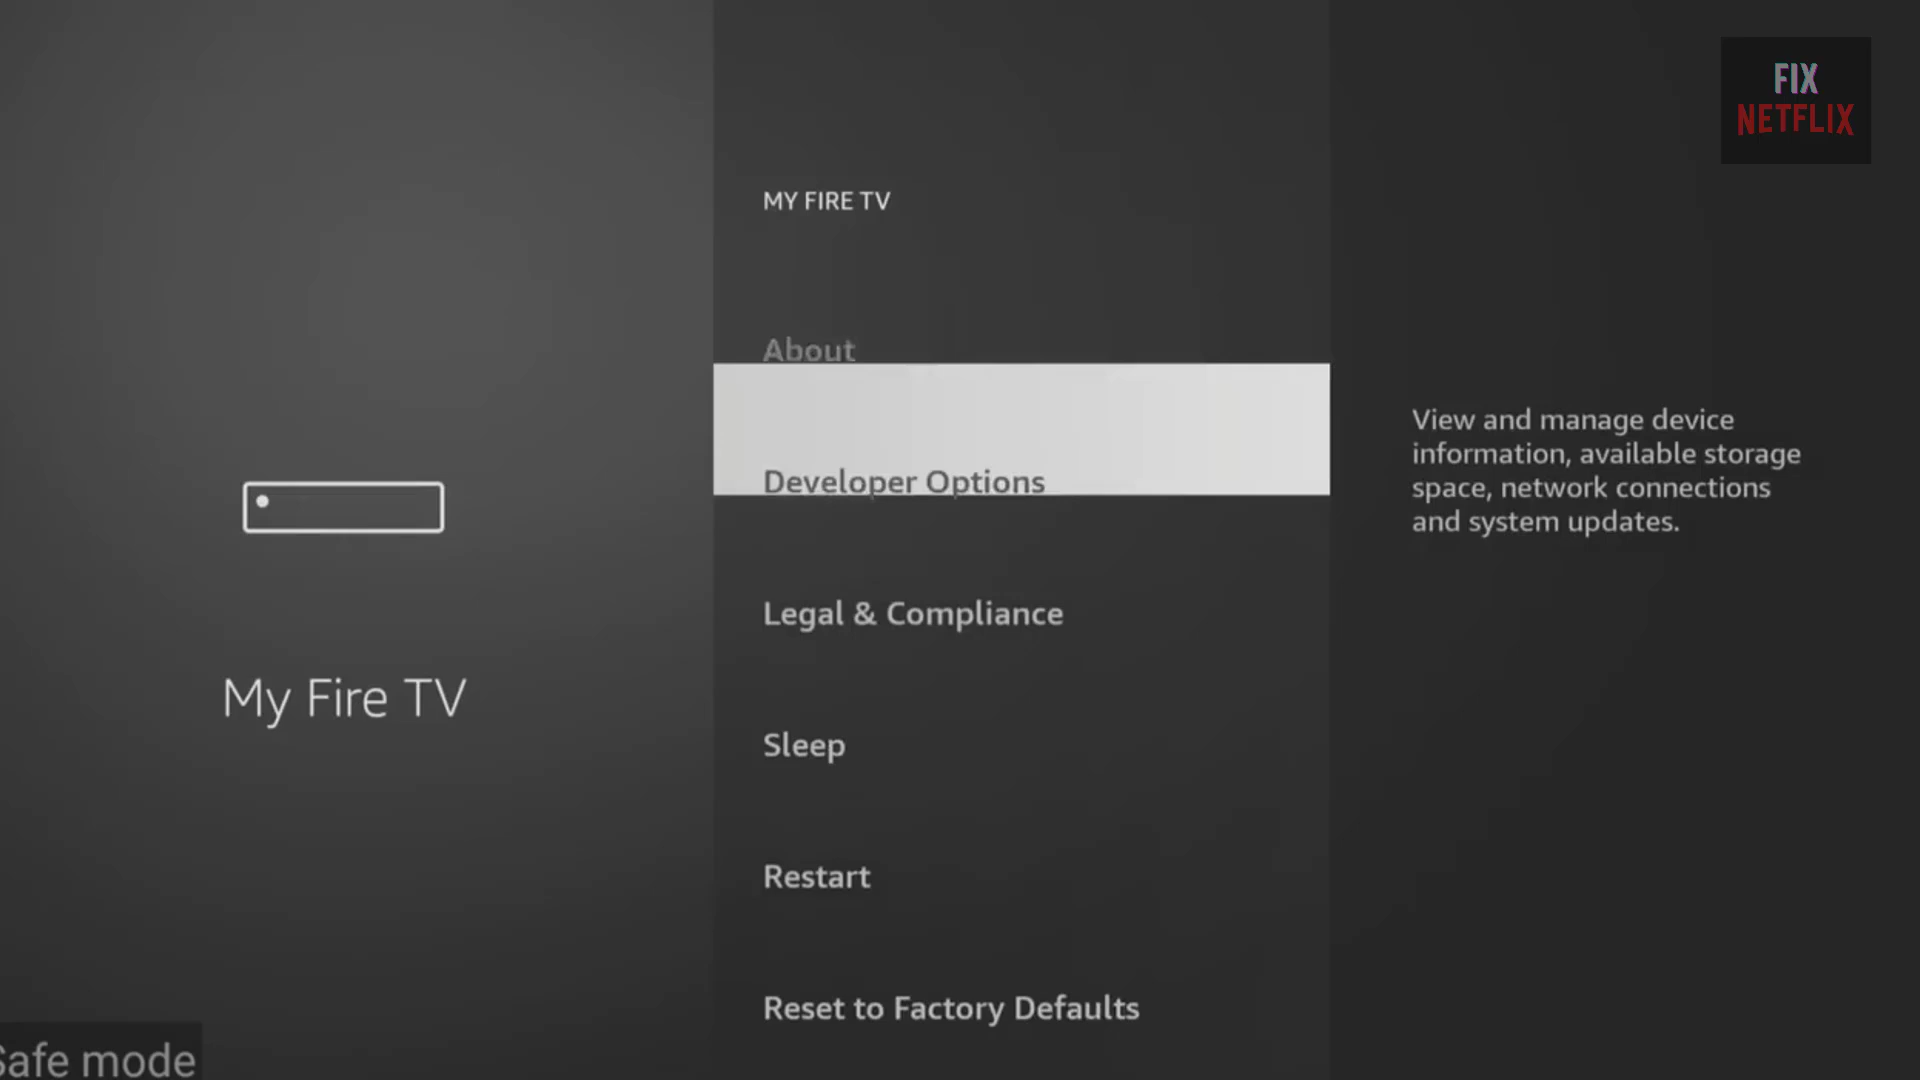 FIX
NETFLIX
MY FIRE TV
About
Developer Options
View and manage device
information, available storage
space, network connections
and system updates.
Legal & Compliance
My Fire TV
Sleep
Restart
Reset to Factory Defaults
Safe mode